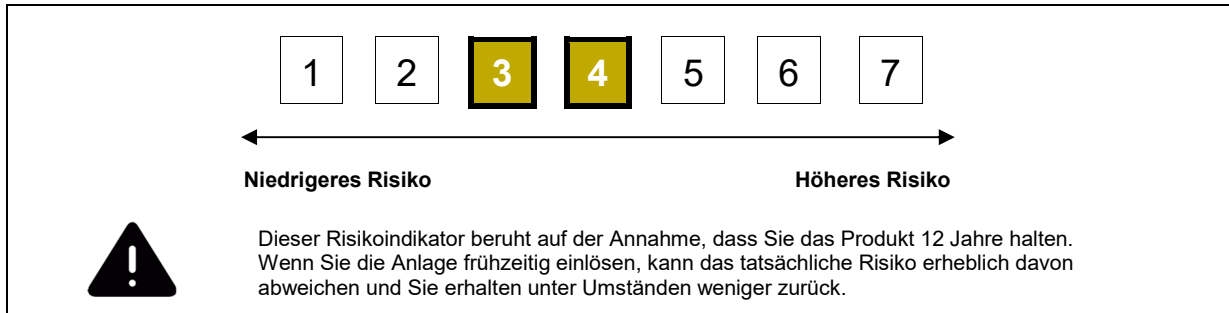 1 2 3 4 5 6 7
Niedrigeres Risiko Höheres Risiko
Dieser Risikoindikator beruht auf der Annahme, dass Sie das Produkt 12 Jahre halten.
Wenn Sie die Anlage frühzeitig einlösen, kann das tatsächliche Risiko erheblich davon
abweichen und Sie erhalten unter Umständen weniger zurück.